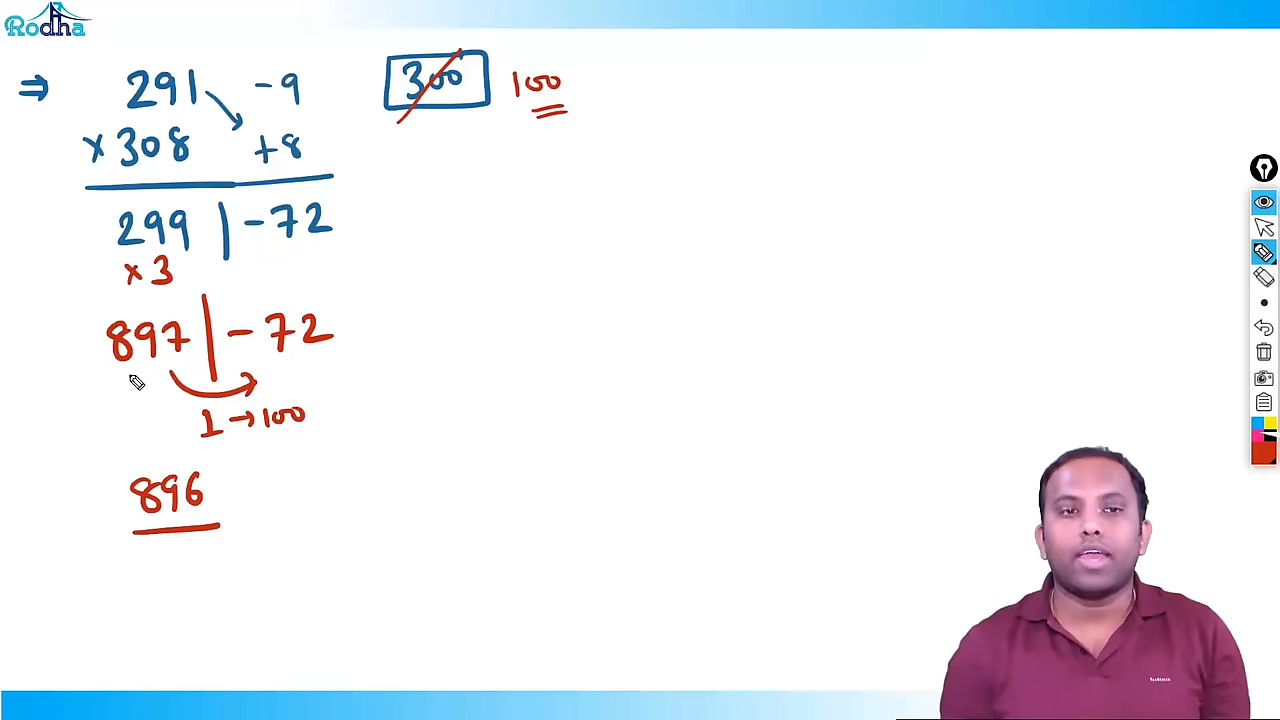 Rodha
⇒ 291 -9 300 100
× 308 +8
299 | -72
× 3
897 | -72
1 → 100
896